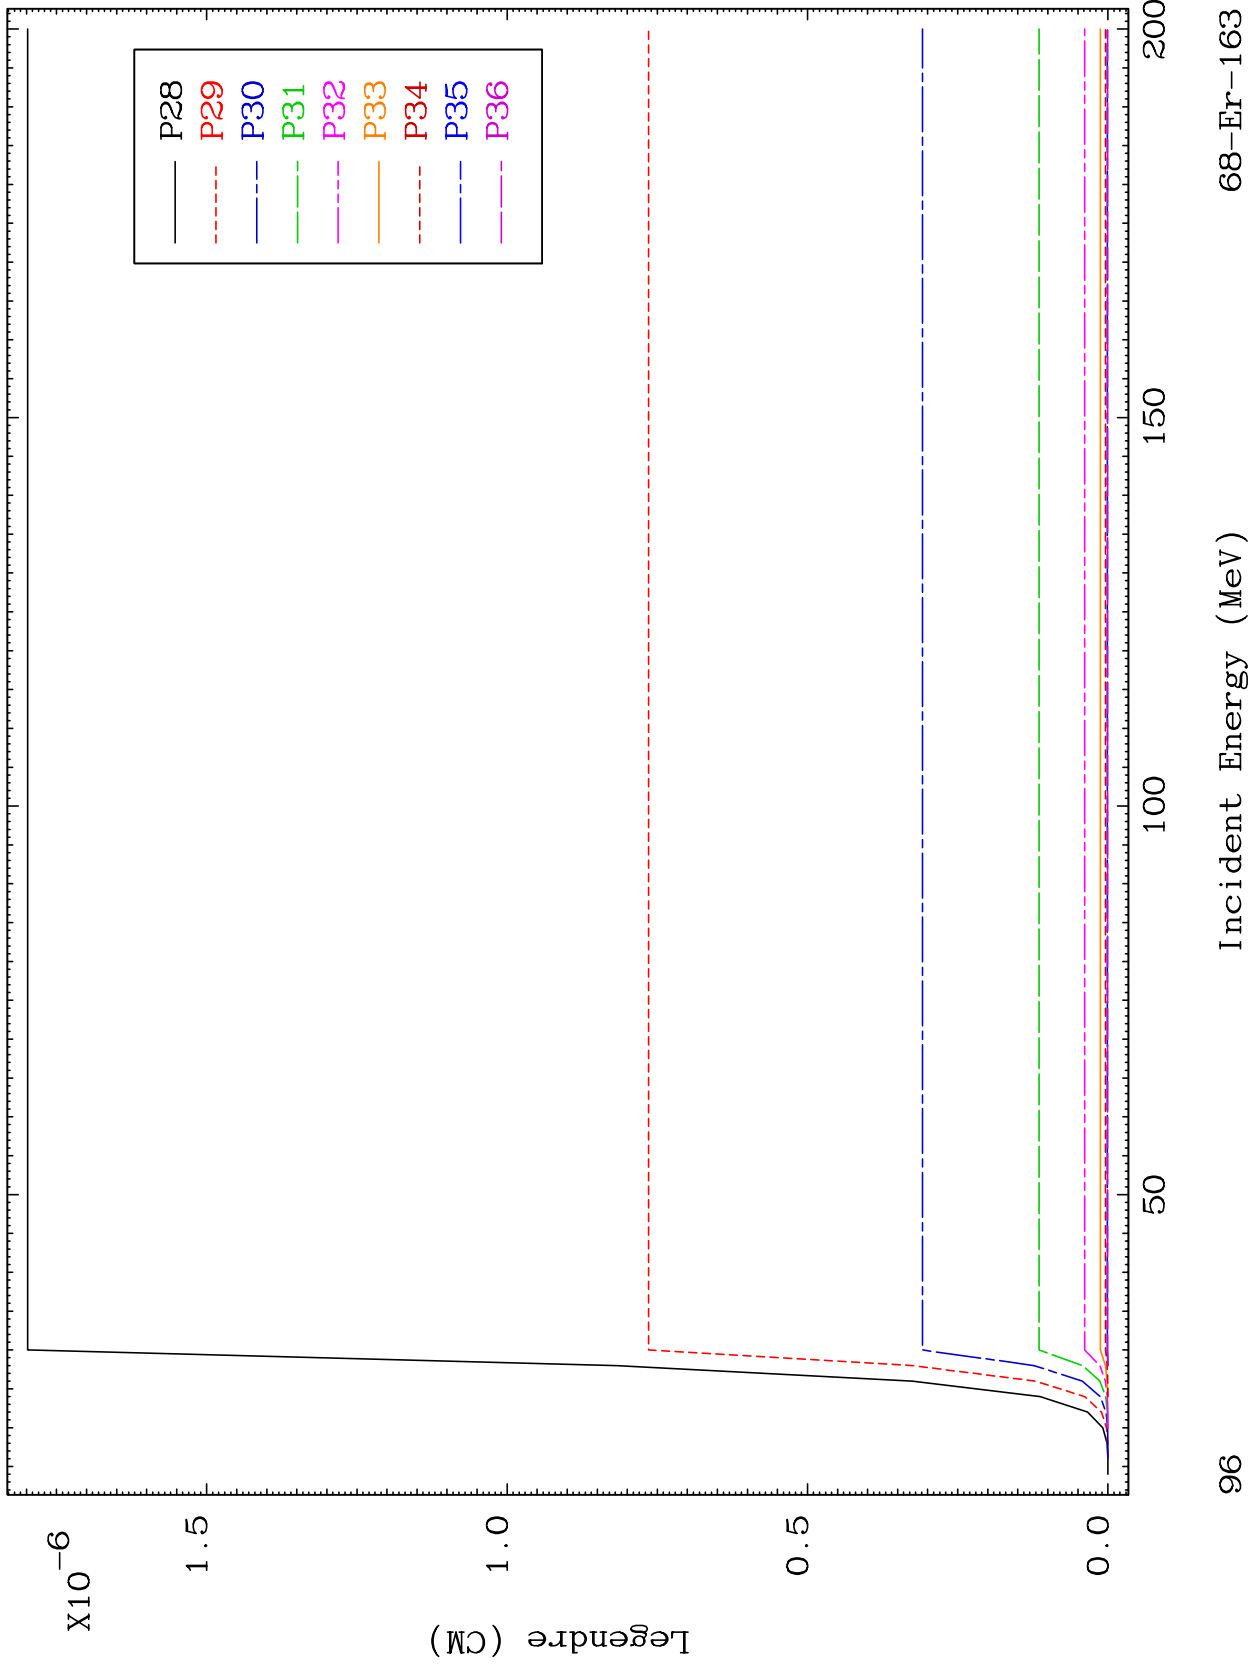 X10-6
Legendre (CM)
1.5
1.0
0.5
0.0
P28
P29
P30
P31
P32
P33
P34
P35
P36
50
100
150
200
Incident Energy (MeV)
96
68-Er-163